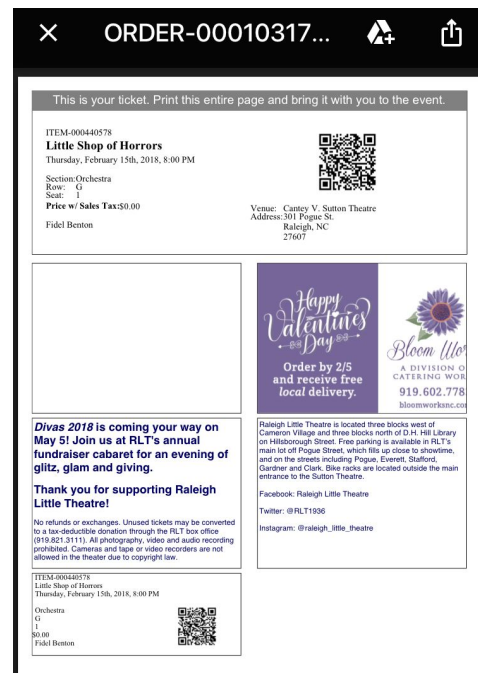 ORDER-00010317...
This is your ticket. Print this entire page and bring it with you to the event.
ITEM-000440578
Little Shop of Horrors
Thursday, February 15th, 2018, 8:00 PM
Section:Orchestra
Row: G
Seat: 1
Price w/ Sales Tax:$0.00
Fidel Benton
Venue: Cantey V. Sutton Theatre
Address:301 Pogue St.
Raleigh, NC
27607
Happy
Valentines
Day
Order by 2/5
and receive free
local delivery.
Bloom Wor
A DIVISION O
CATERING WOR
919.602.778
bloomworksnc.co
Divas 2018 is coming your way on
May 5! Join us at RLT's annual
fundraiser cabaret for an evening of
glitz, glam and giving.
Thank you for supporting Raleigh
Little Theatre!
No refunds or exchanges. Unused tickets may be converted
to a tax-deductible donation through the RLT box office
(919.821.3111). All photography, video and audio recording
prohibited. Cameras and tape or video recorders are not
allowed in the theater due to copyright law.
Raleigh Little Theatre is located three blocks west of
Cameron Village and three blocks north of D.H. Hill Library
on Hillsborough Street. Free parking is available in RLT's
main lot off Pogue Street, which fills up close to showtime,
and on the streets including Pogue, Everett, Stafford,
Gardner and Clark. Bike racks are located outside the main
entrance to the Sutton Theatre.
Facebook: Raleigh Little Theatre
Twitter: @RLT1936
Instagram: @raleigh_little_theatre
ITEM-000440578
Little Shop of Horrors
Thursday, February 15th, 2018, 8:00 PM
Orchestra
G
1
$0.00
Fidel Benton